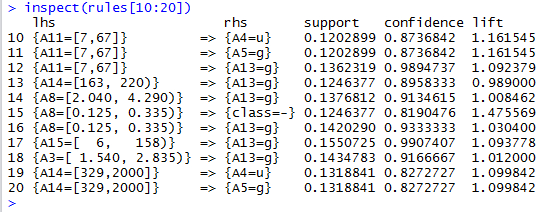 > inspect(rules[10:20])
   lhs                   rhs       support   confidence lift
10 {A11=[7,67]}       => {A4=u}    0.1202899 0.8736842  1.161545
11 {A11=[7,67]}       => {A5=g}    0.1202899 0.8736842  1.161545
12 {A11=[7,67]}       => {A13=g}   0.1362319 0.9894737  1.092379
13 {A14=[163, 220)}   => {A13=g}   0.1246377 0.8958333  0.989000
14 {A8=[2.040, 4.290)} => {A13=g}   0.1376812 0.9134615  1.008462
15 {A8=[0.125, 0.335)} => {class=-} 0.1246377 0.8190476  1.475569
16 {A8=[0.125, 0.335)} => {A13=g}   0.1420290 0.9333333  1.030400
17 {A15=[  6,   158)} => {A13=g}   0.1550725 0.9907407  1.093778
18 {A3=[ 1.540, 2.835)} => {A13=g}   0.1434783 0.9166667  1.012000
19 {A14=[329,2000]}   => {A4=u}    0.1318841 0.8272727  1.099842
20 {A14=[329,2000]}   => {A5=g}    0.1318841 0.8272727  1.099842
>